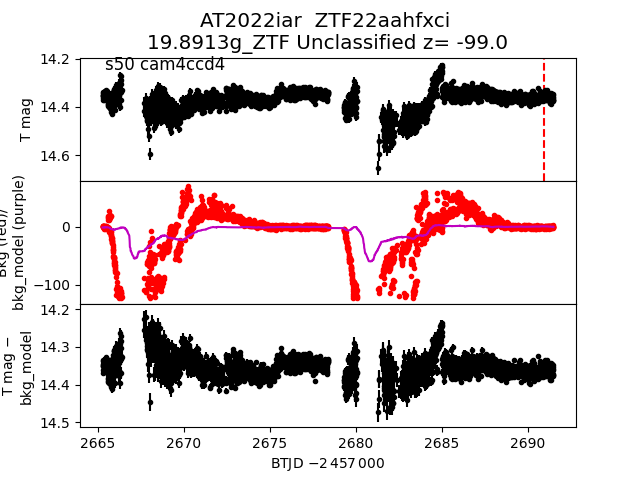 AT2022iar  ZTF22aahfxci
19.8913g_ZTF Unclassified z= -99.0
s50 cam4ccd4
14.2
14.4
14.6
T mag
0
−100
Bkg (red)/
bkg_model (purple)
14.2
14.3
14.4
14.5
T mag −
bkg_model
2665 2670 2675 2680 2685 2690
BTJD −2 457 000